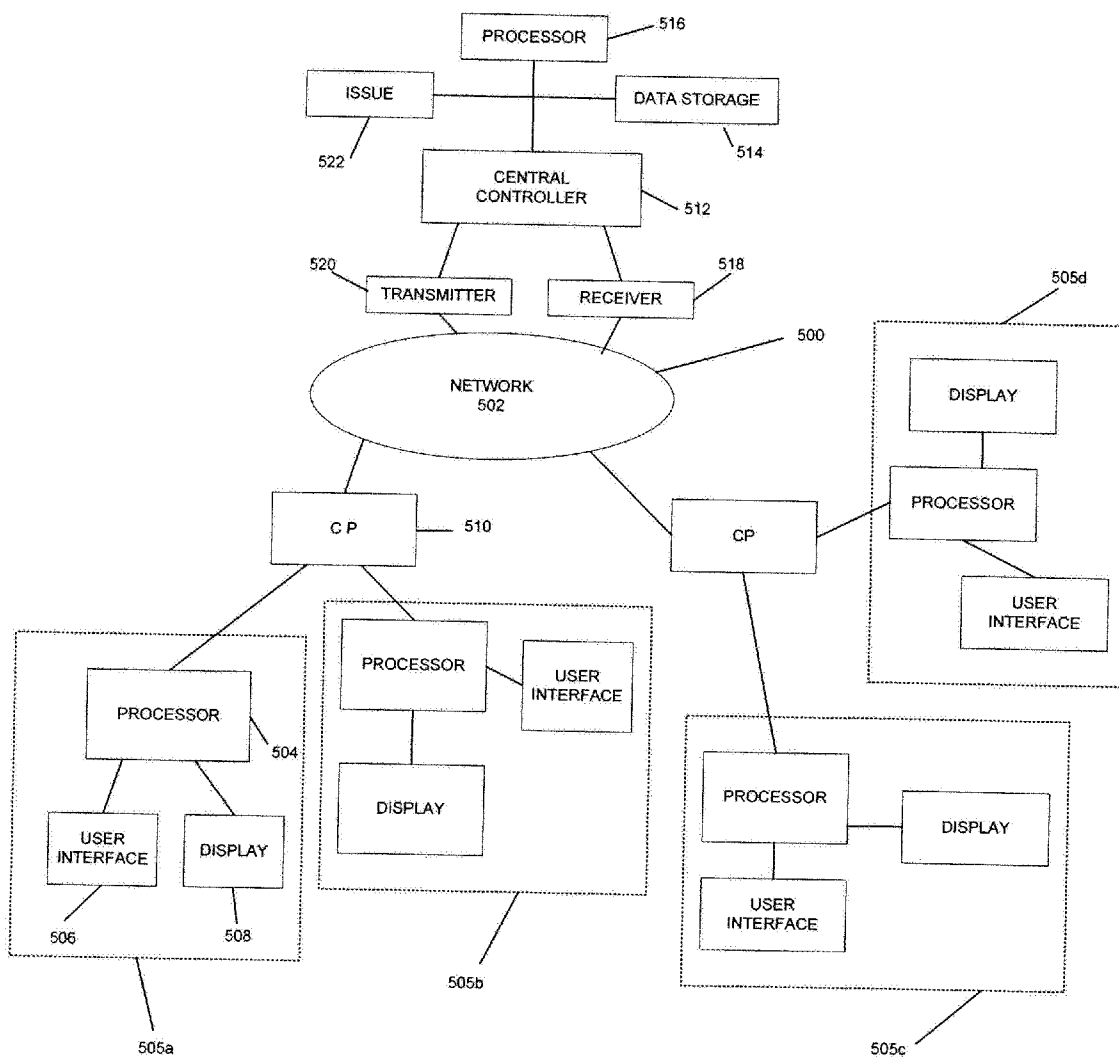 PROCESSOR
516
ISSUE
DATA STORAGE
522
514
CENTRAL
CONTROLLER
512
520
518
TRANSMITTER
RECEIVER
505d
500
NETWORK
502
DISPLAY
PROCESSOR
C P
510
CP
USER
INTERFACE
PROCESSOR
USER
INTERFACE
PROCESSOR
504
DISPLAY
PROCESSOR
DISPLAY
USER
INTERFACE
DISPLAY
USER
INTERFACE
506
508
505b
505a
505c